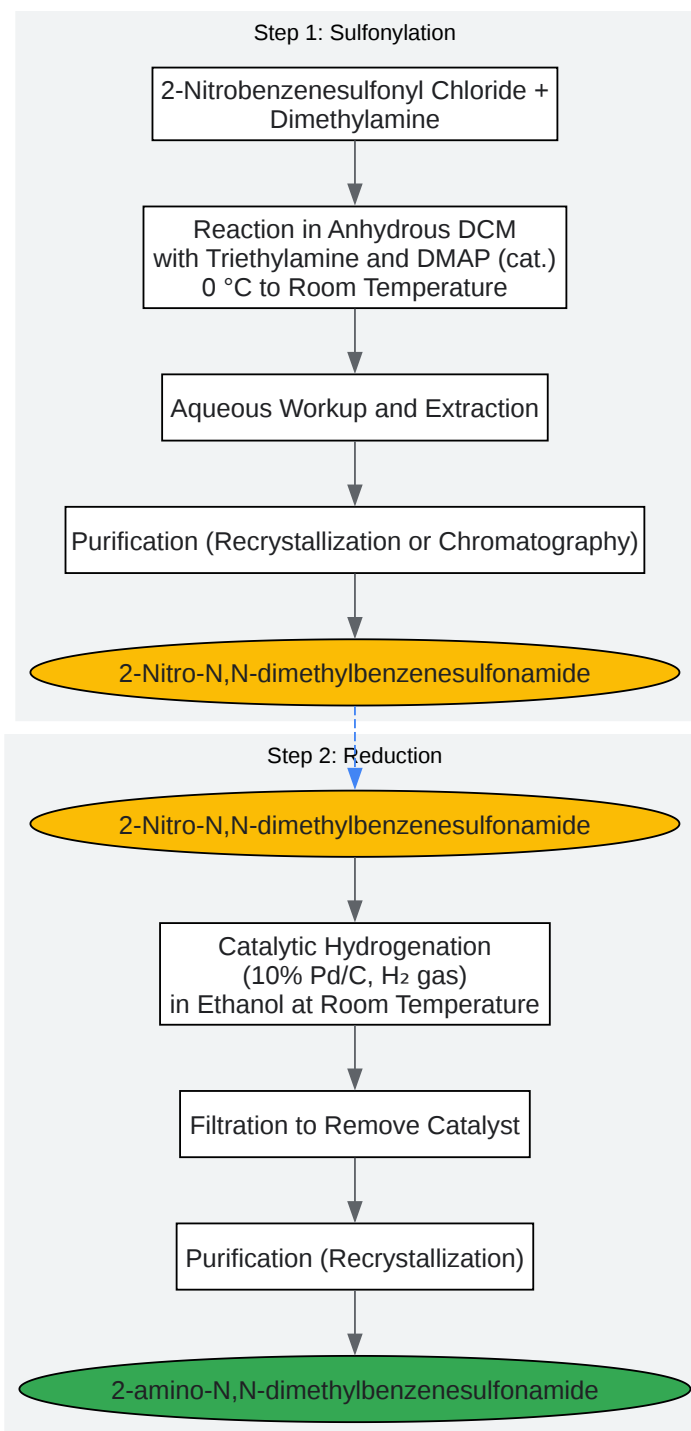 Step 1: Sulfonylation
2-Nitrobenzenesulfonyl Chloride +
Dimethylamine
Reaction in Anhydrous DCM
with Triethylamine and DMAP (cat.)
0 °C to Room Temperature
Aqueous Workup and Extraction
Purification (Recrystallization or Chromatography)
2-Nitro-N,N-dimethylbenzenesulfonamide
Step 2: Reduction
2-Nitro-N,N-dimethylbenzenesulfonamide
Catalytic Hydrogenation
(10% Pd/C, H₂ gas)
in Ethanol at Room Temperature
Filtration to Remove Catalyst
Purification (Recrystallization)
2-amino-N,N-dimethylbenzenesulfonamide